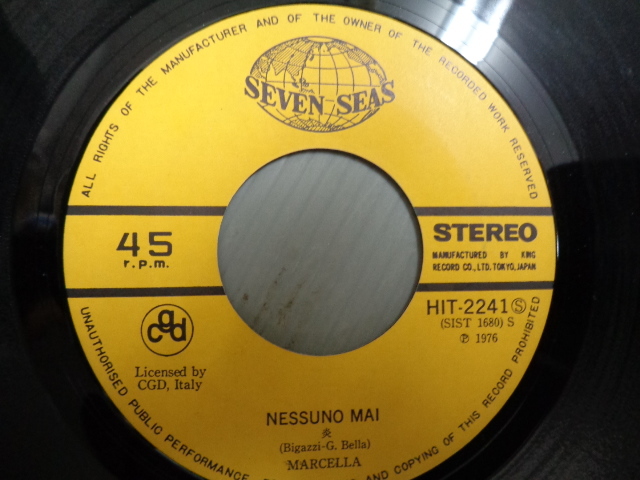 ALL RIGHTS OF THE MANUFACTURER AND OF THE OWNER OF THE RECORDED WORK RESERVED
SEVEN SEAS
45
r.p.m.
STEREO
MANUFACTURED BY KING
RECORD CO., LTD. TOKYO, JAPAN
HIT-2241 Ⓢ
(SIST 1680) S
Ⓟ 1976
cgd
Licensed by
CGD, Italy
NESSUNO MAI
炎
(Bigazzi-G. Bella)
MARCELLA
UNAUTHORISED PUBLIC PERFORMANCE, AND COPYING OF THIS RECORD PROHIBITED